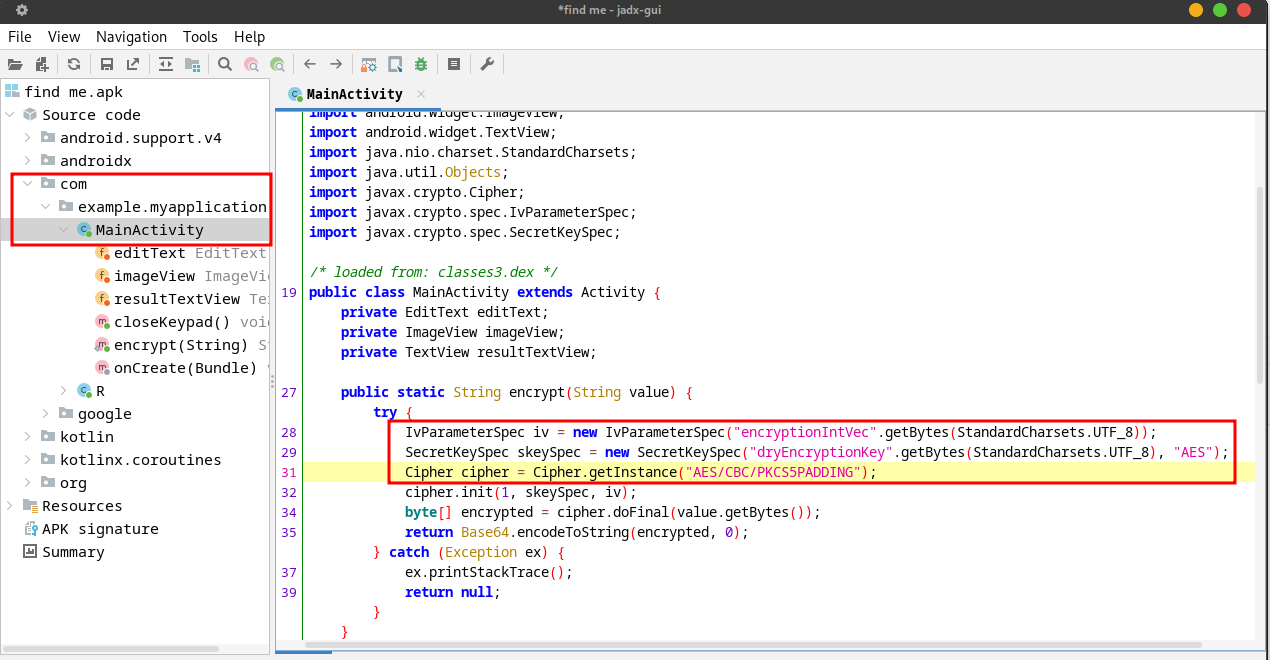 *find me - jadx-gui
File View Navigation Tools Help
find me.apk
Source code
android.support.v4
androidx
com
example.myapplication
MainActivity
editText EditText
imageView ImageVi
resultTextView Te
closeKeypad() voi
encrypt(String) S
onCreate(Bundle)
R
google
kotlin
kotlinx.coroutines
org
Resources
APK signature
Summary
MainActivity
import android.widget.ImageView;
import android.widget.TextView;
import java.nio.charset.StandardCharsets;
import java.util.Objects;
import javax.crypto.Cipher;
import javax.crypto.spec.IvParameterSpec;
import javax.crypto.spec.SecretKeySpec;
/* loaded from: classes3.dex */
19 public class MainActivity extends Activity {
private EditText editText;
private ImageView imageView;
private TextView resultTextView;
27 public static String encrypt(String value) {
try {
28 IvParameterSpec iv = new IvParameterSpec("encryptionIntVec".getBytes(StandardCharsets.UTF_8));
29 SecretKeySpec skeySpec = new SecretKeySpec("dryEncryptionKey".getBytes(StandardCharsets.UTF_8), "AES");
31 Cipher cipher = Cipher.getInstance("AES/CBC/PKCS5PADDING");
32 cipher.init(1, skeySpec, iv);
34 byte[] encrypted = cipher.doFinal(value.getBytes());
35 return Base64.encodeToString(encrypted, 0);
} catch (Exception ex) {
37 ex.printStackTrace();
39 return null;
}
}